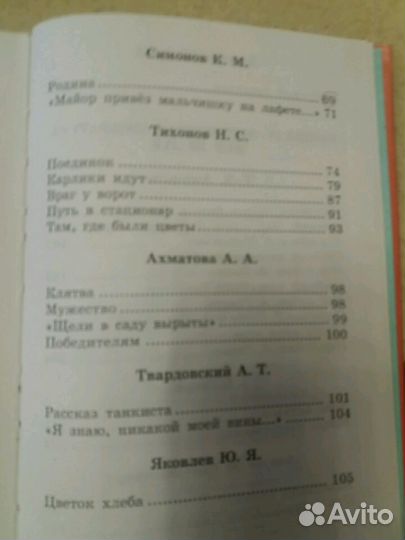 Симонов К. М.
Родина 69
«Майор привёз мальчишку на лафете...» 71
Тихонов Н. С.
Поединок 74
Карлики идут 79
Враг у ворот 87
Путь в стационар 91
Там, где были цветы 93
Ахматова А. А.
Клятва 98
Мужество 98
«Щели в саду вырыты» 99
Победителям 100
Твардовский А. Т.
Рассказ танкиста 101
«Я знаю, никакой моей вины...» 104
Яковлев Ю. Я.
Цветок хлеба 105
Avito